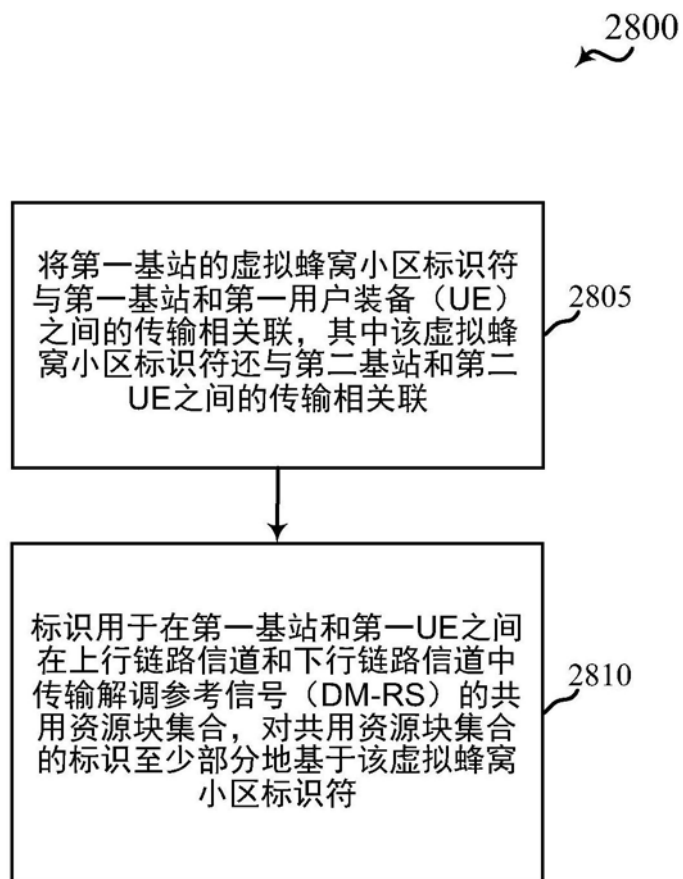 2800
将第一基站的虚拟蜂窝小区标识符
与第一基站和第一用户装备（UE）
之间的传输相关联，其中该虚拟蜂
窝小区标识符还与第二基站和第二
UE之间的传输相关联
2805
标识用于在第一基站和第一UE之间
在上行链路信道和下行链路信道中
传输解调参考信号（DM-RS）的共
用资源块集合，对共用资源块集合
的标识至少部分地基于该虚拟蜂窝
小区标识符
2810